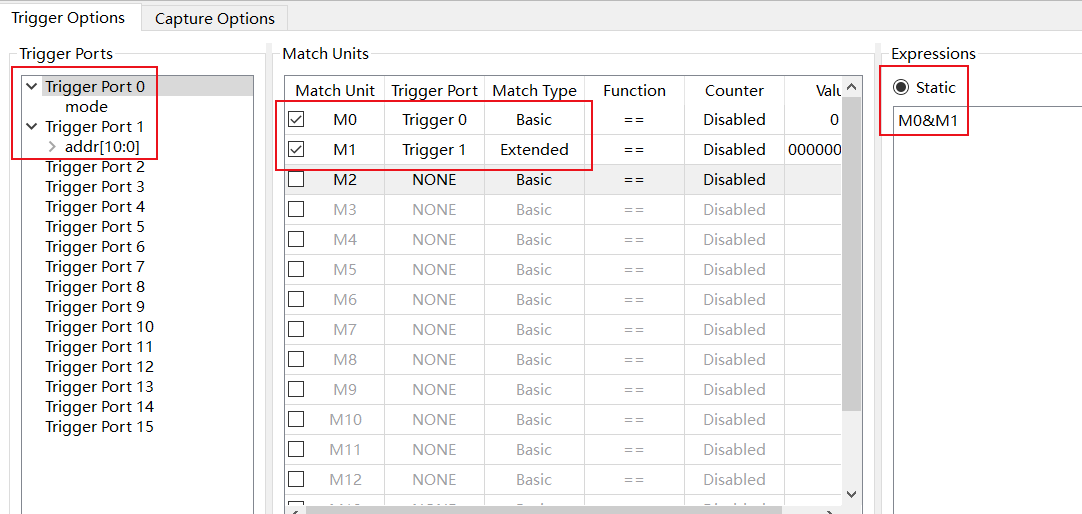 Trigger Options Capture Options
Trigger Ports Match Units Expressions
Trigger Port 0
mode
Trigger Port 1
addr[10:0]
Trigger Port 2
Trigger Port 3
Trigger Port 4
Trigger Port 5
Trigger Port 6
Trigger Port 7
Trigger Port 8
Trigger Port 9
Trigger Port 10
Trigger Port 11
Trigger Port 12
Trigger Port 13
Trigger Port 14
Trigger Port 15
Match Unit Trigger Port Match Type Function Counter Valu
M0 Trigger 0 Basic == Disabled 0
M1 Trigger 1 Extended == Disabled 000000
M2 NONE Basic == Disabled
M3 NONE Basic == Disabled
M4 NONE Basic == Disabled
M5 NONE Basic == Disabled
M6 NONE Basic == Disabled
M7 NONE Basic == Disabled
M8 NONE Basic == Disabled
M9 NONE Basic == Disabled
M10 NONE Basic == Disabled
M11 NONE Basic == Disabled
M12 NONE Basic == Disabled
Static
M0&M1